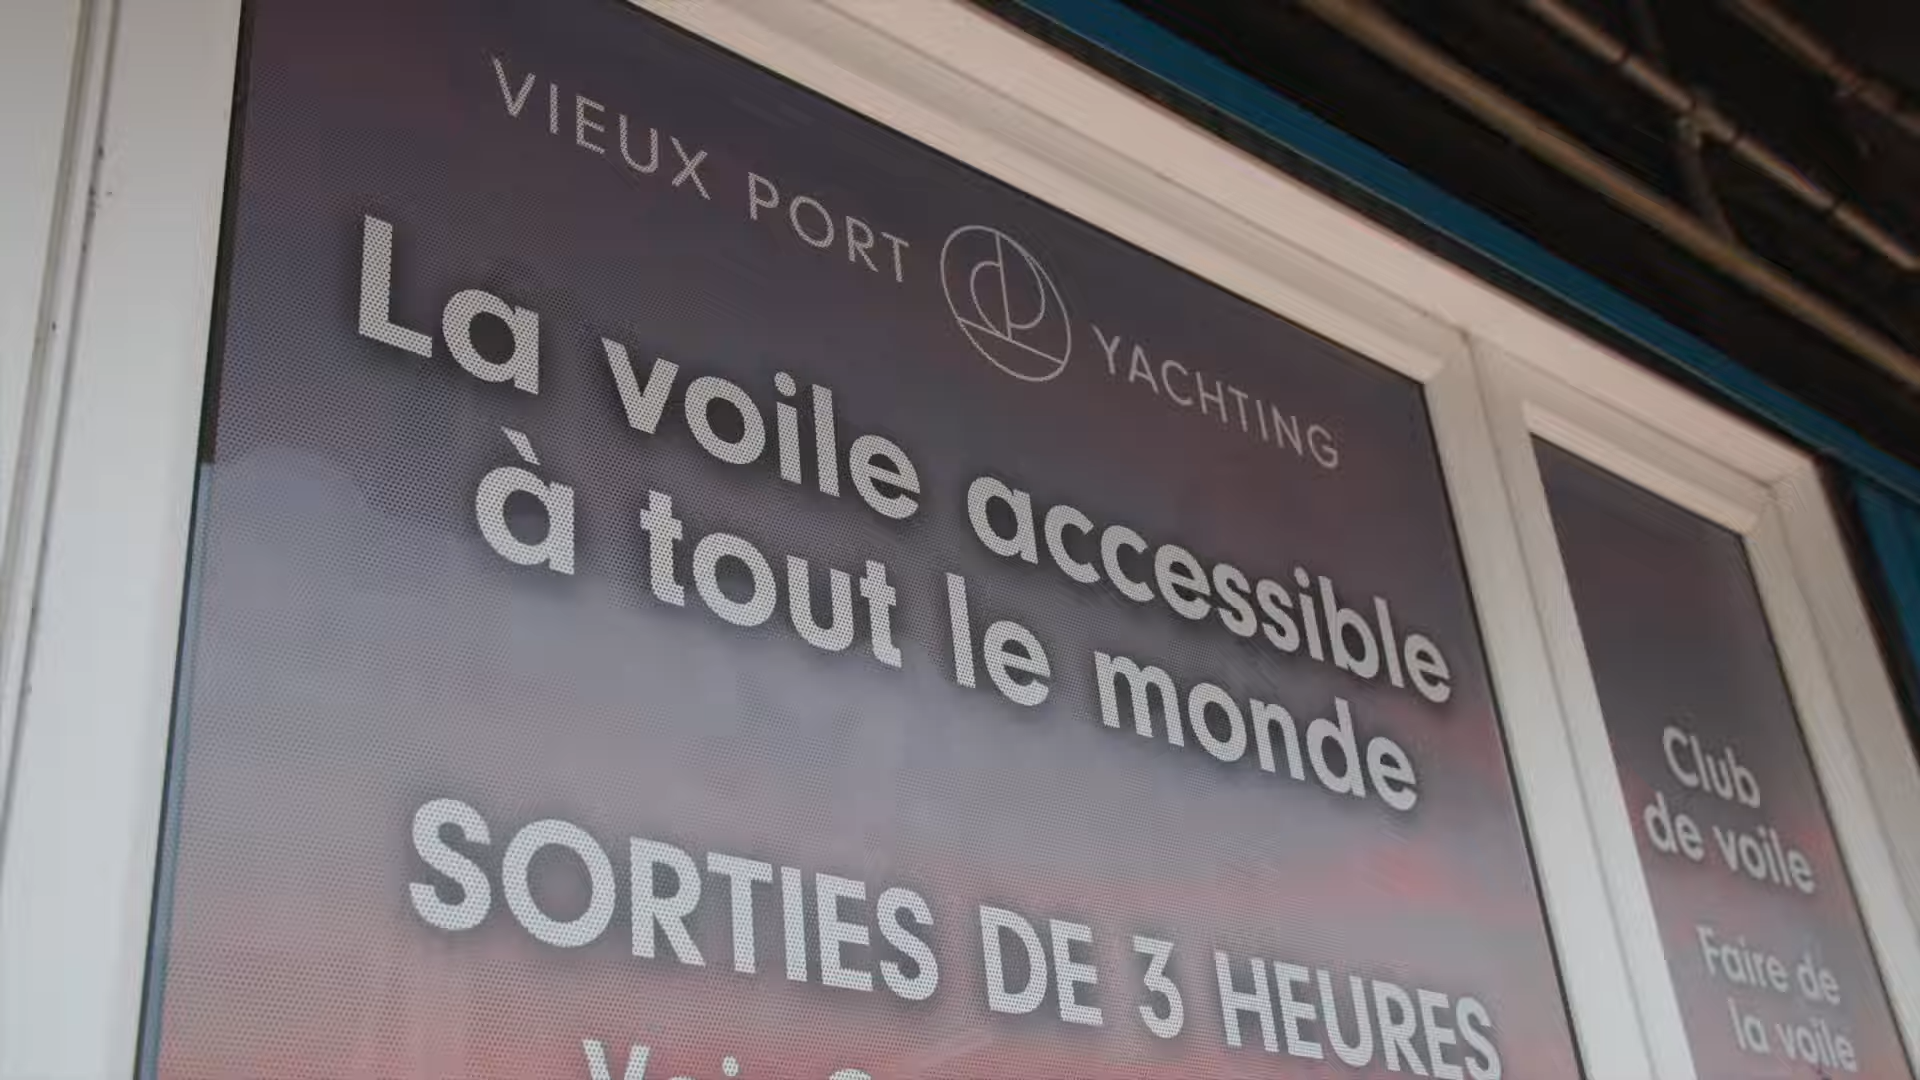 VIEUX PORT YACHTING
La voile accessible
à tout le monde
SORTIES DE 3 HEURES
Club
de voile
Faire de
la voile